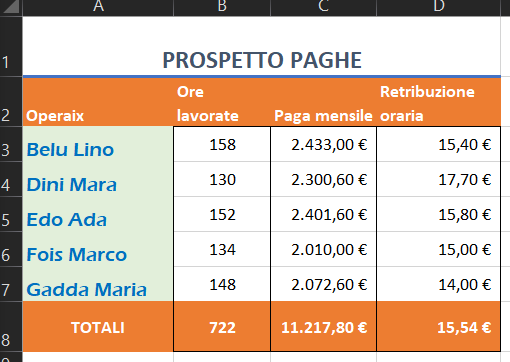 A B C D
1 PROSPETTO PAGHE
2 Operaix Ore lavorate Paga mensile Retribuzione oraria
3 Belu Lino 158 2.433,00 € 15,40 €
4 Dini Mara 130 2.300,60 € 17,70 €
5 Edo Ada 152 2.401,60 € 15,80 €
6 Fois Marco 134 2.010,00 € 15,00 €
7 Gadda Maria 148 2.072,60 € 14,00 €
8 TOTALI 722 11.217,80 € 15,54 €